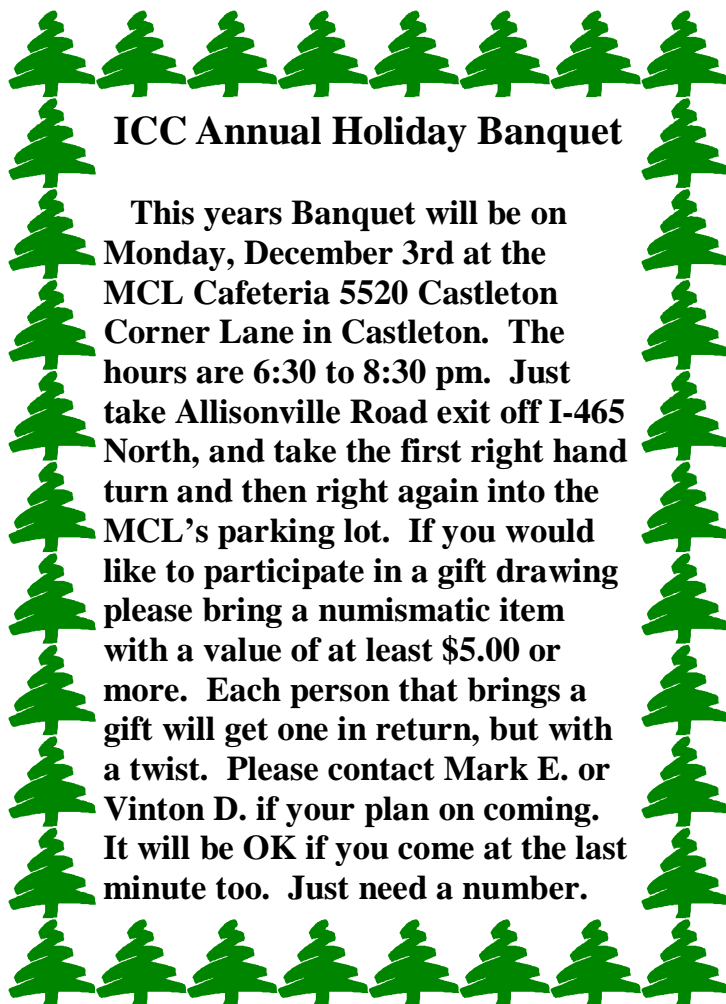 ICC Annual Holiday Banquet
This years Banquet will be on
Monday, December 3rd at the
MCL Cafeteria 5520 Castleton
Corner Lane in Castleton.  The
hours are 6:30 to 8:30 pm.  Just
take Allisonville Road exit off I-465
North, and take the first right hand
turn and then right again into the
MCL’s parking lot.  If you would
like to participate in a gift drawing
please bring a numismatic item
with a value of at least $5.00 or
more.  Each person that brings a
gift will get one in return, but with
a twist.  Please contact Mark E. or
Vinton D. if your plan on coming.
It will be OK if you come at the last
minute too.  Just need a number.